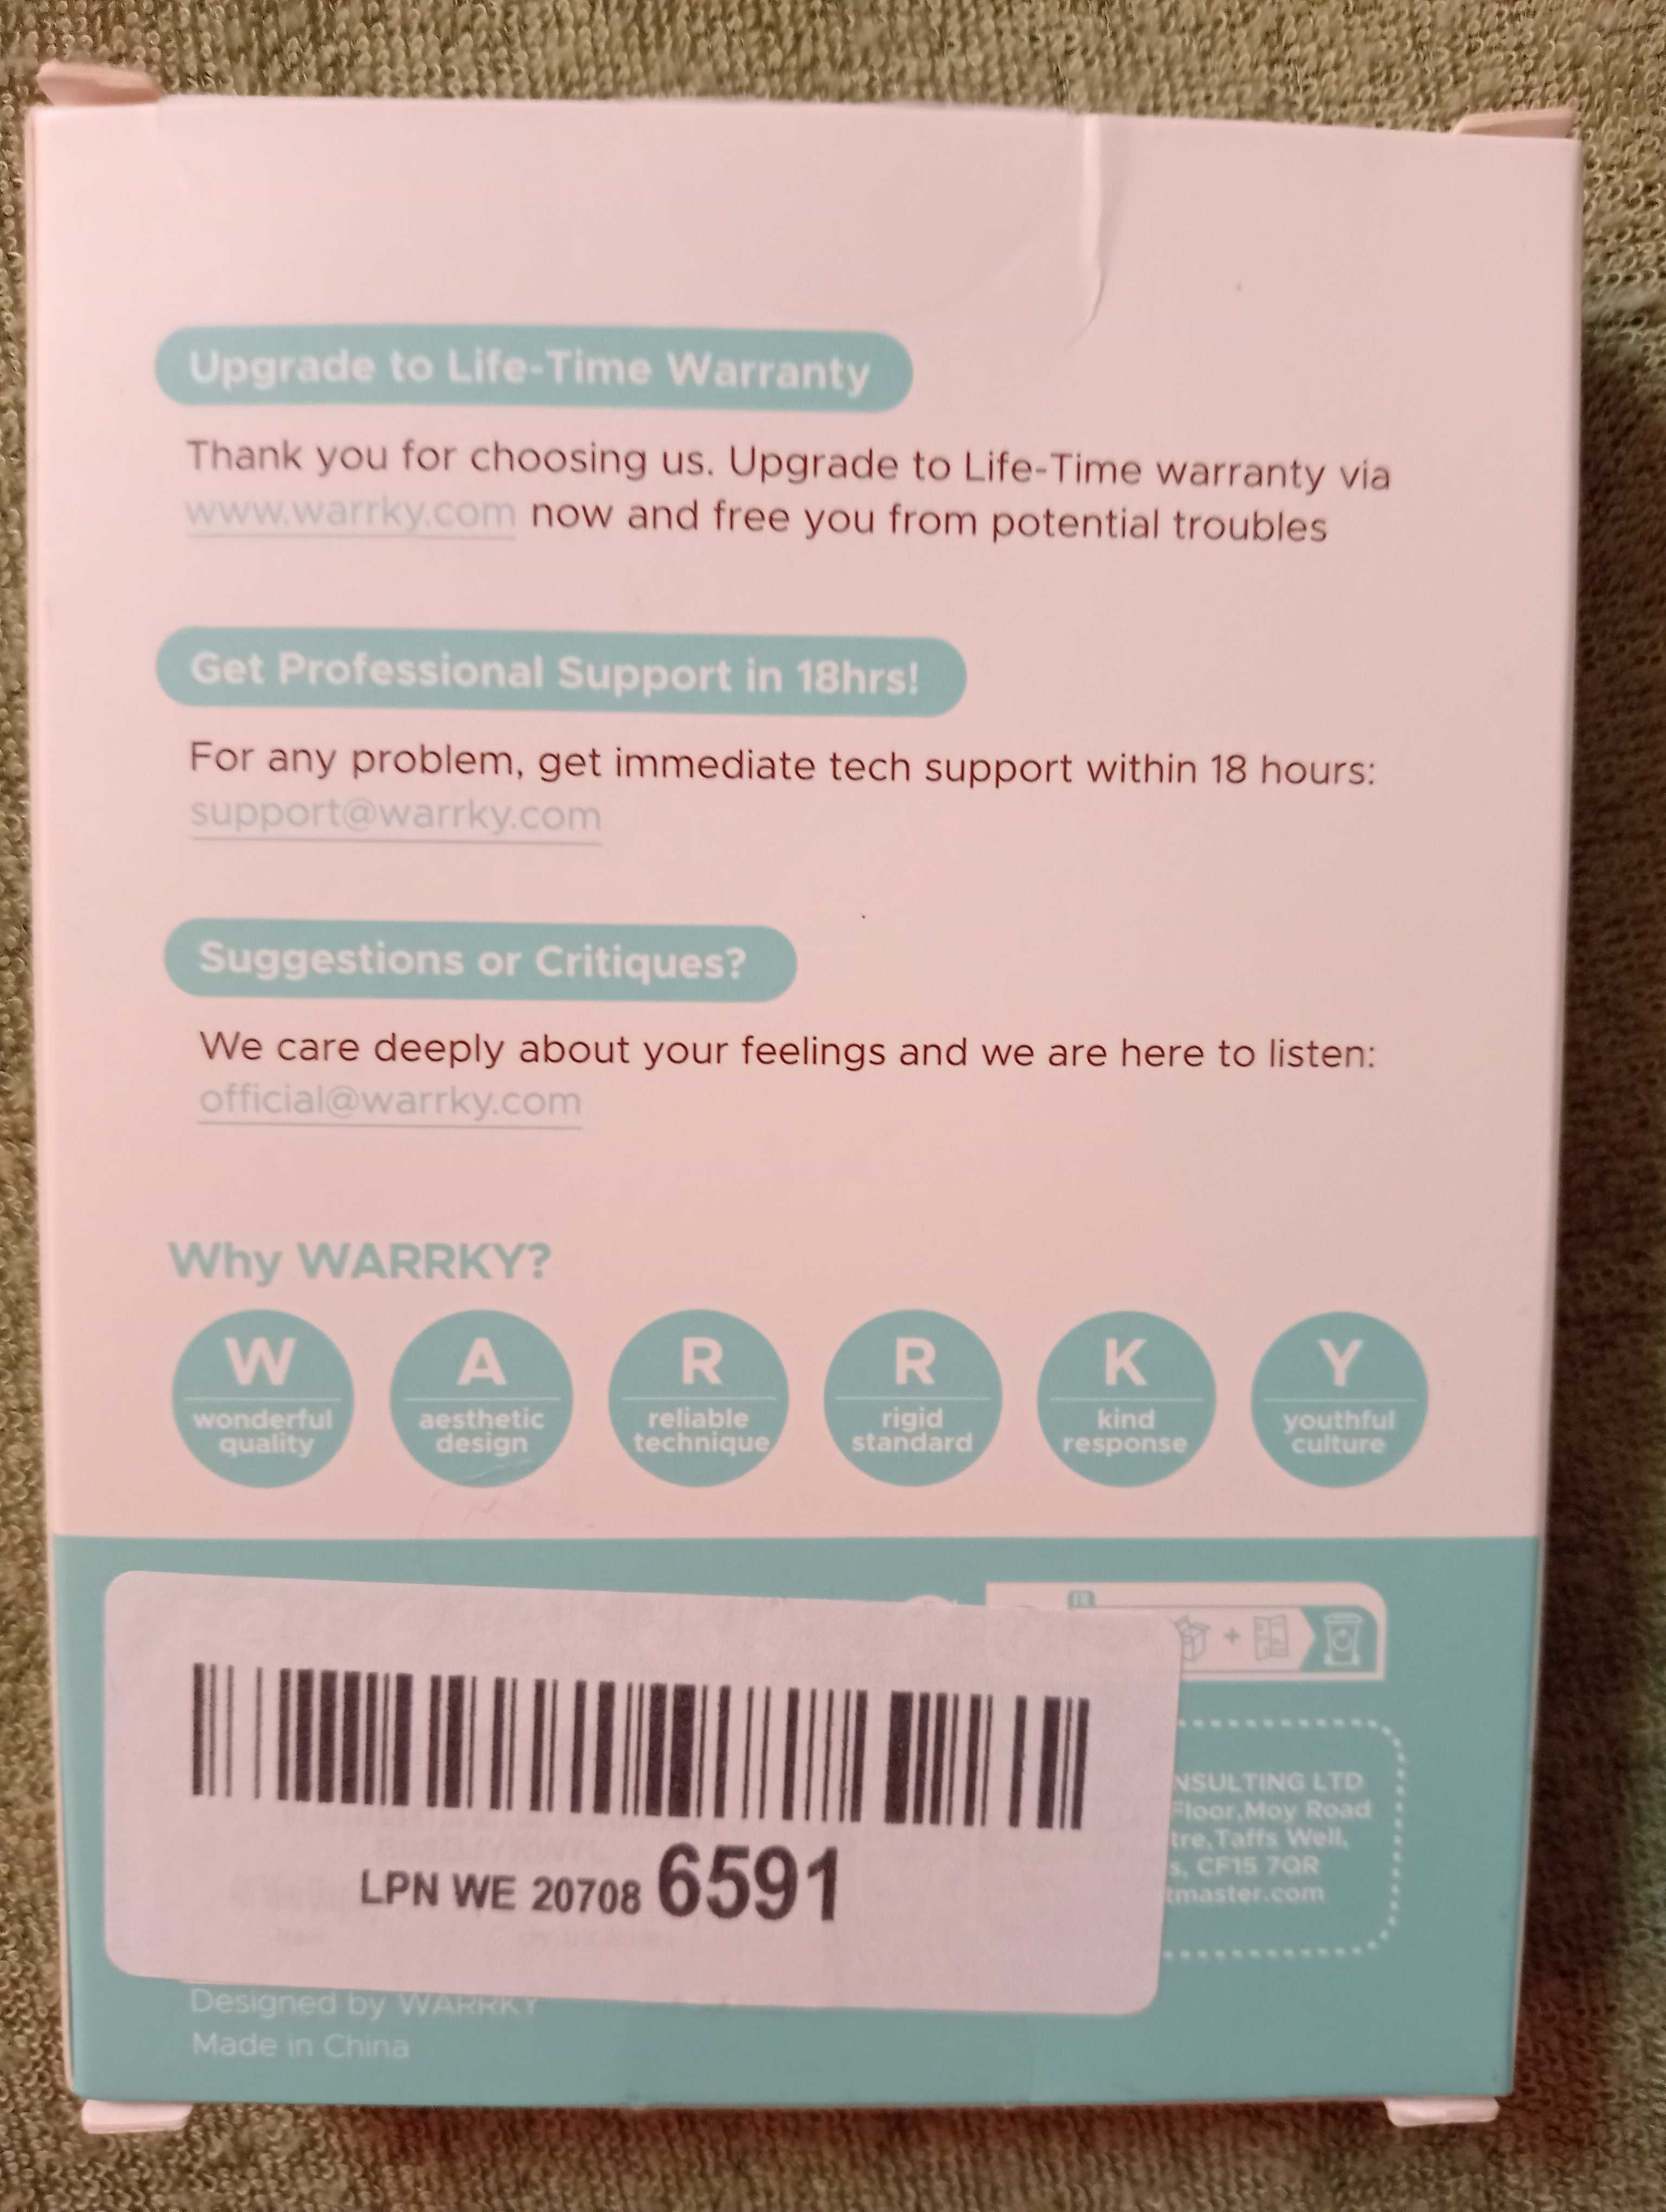 Upgrade to Life-Time Warranty
Thank you for choosing us. Upgrade to Life-Time warranty via
www.warrky.com now and free you from potential troubles
Get Professional Support in 18hrs!
For any problem, get immediate tech support within 18 hours:
support@warrky.com
Suggestions or Critiques?
We care deeply about your feelings and we are here to listen:
official@warrky.com
Why WARRKY?
W A R R K Y
wonderful aesthetic reliable rigid kind youthful
quality design technique standard response culture
FR
NSULTING LTD
Floor,Moy Road
tre,Taffs Well,
s, CF15 7QR
tmaster.com
LPN WE 20708 6591
Designed by WARRKY
Made in China